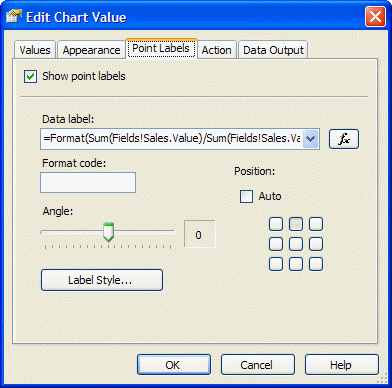 Edit Chart Value
Values Appearance Point Labels Action Data Output
Show point labels
Data label:
=Format(Sum(Fields!Sales.Value)/Sum(Fields!Sales.Va
fx
Format code:
Position:
Auto
Angle:
0
Label Style...
OK Cancel Help